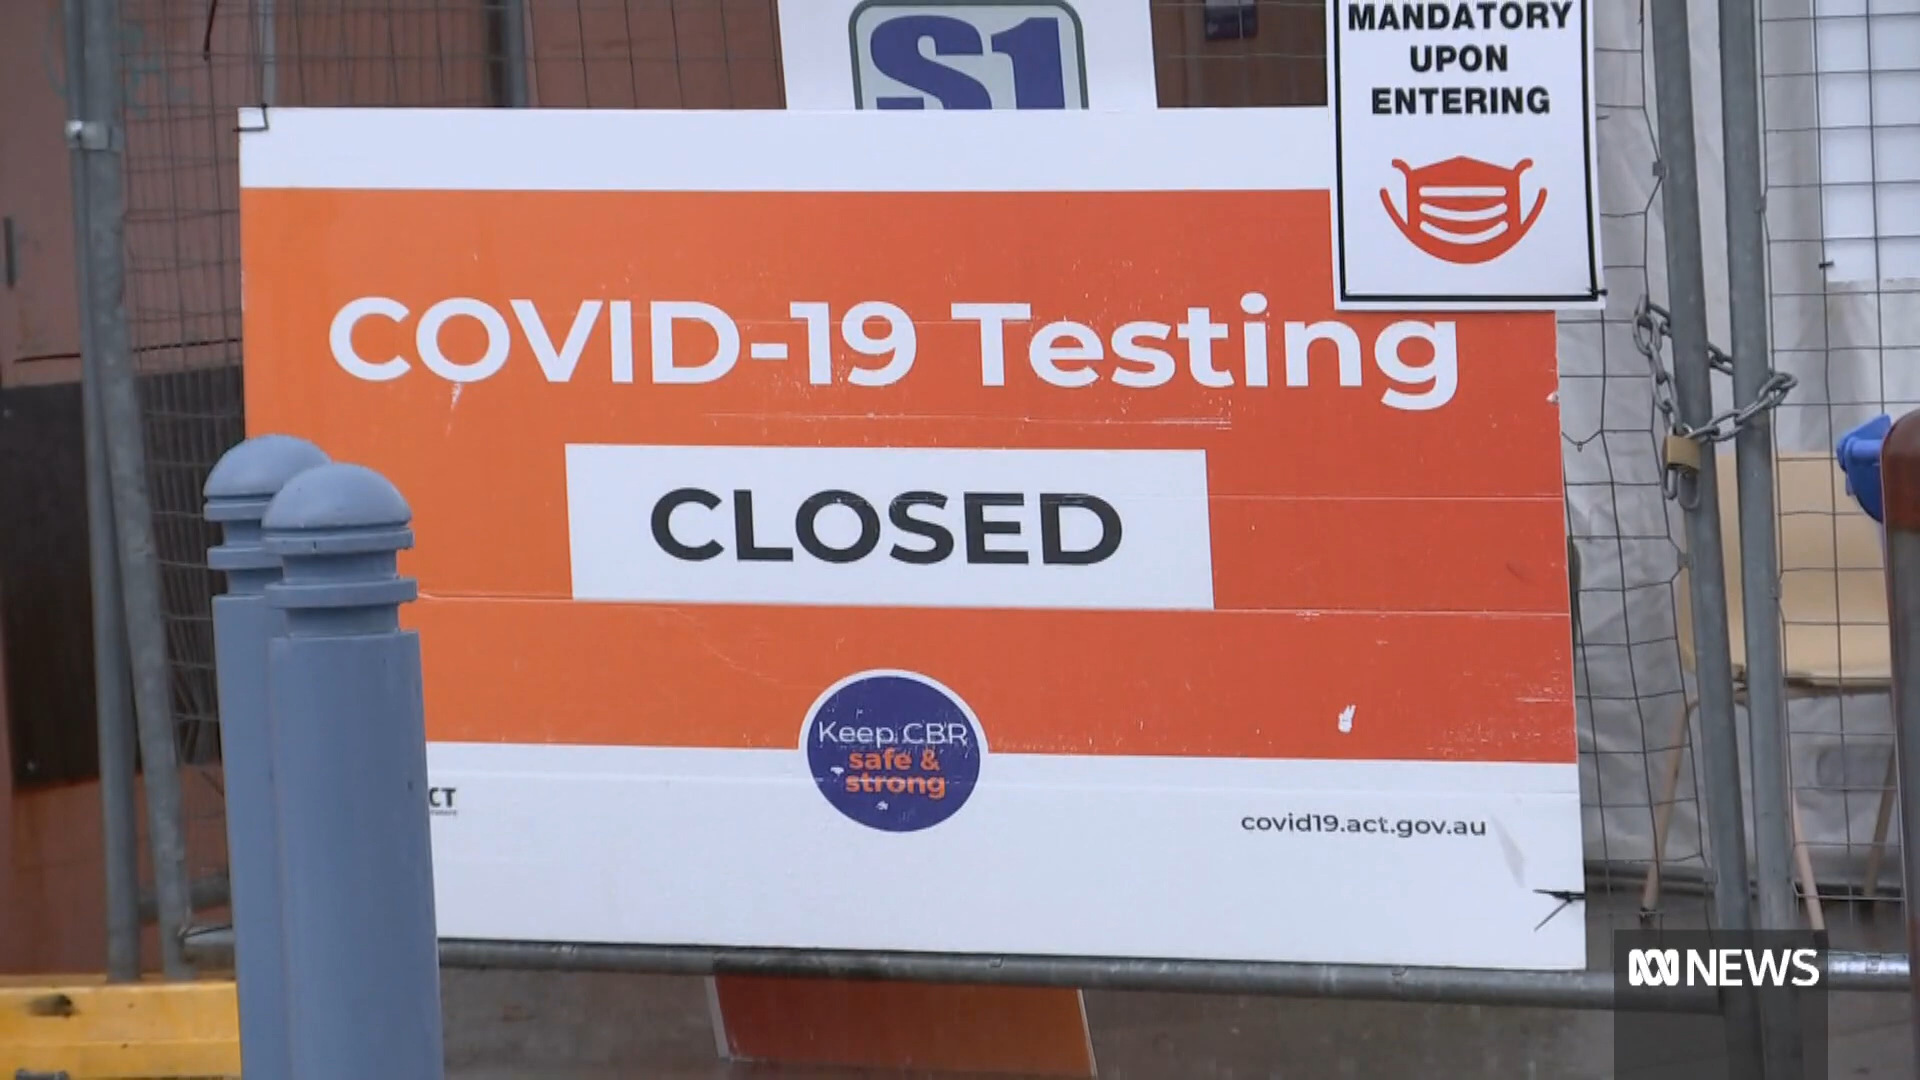 S1
MANDATORY
UPON
ENTERING
COVID-19 Testing
CLOSED
Keep CBR
safe &
strong
CT
covid19.act.gov.au
NEWS